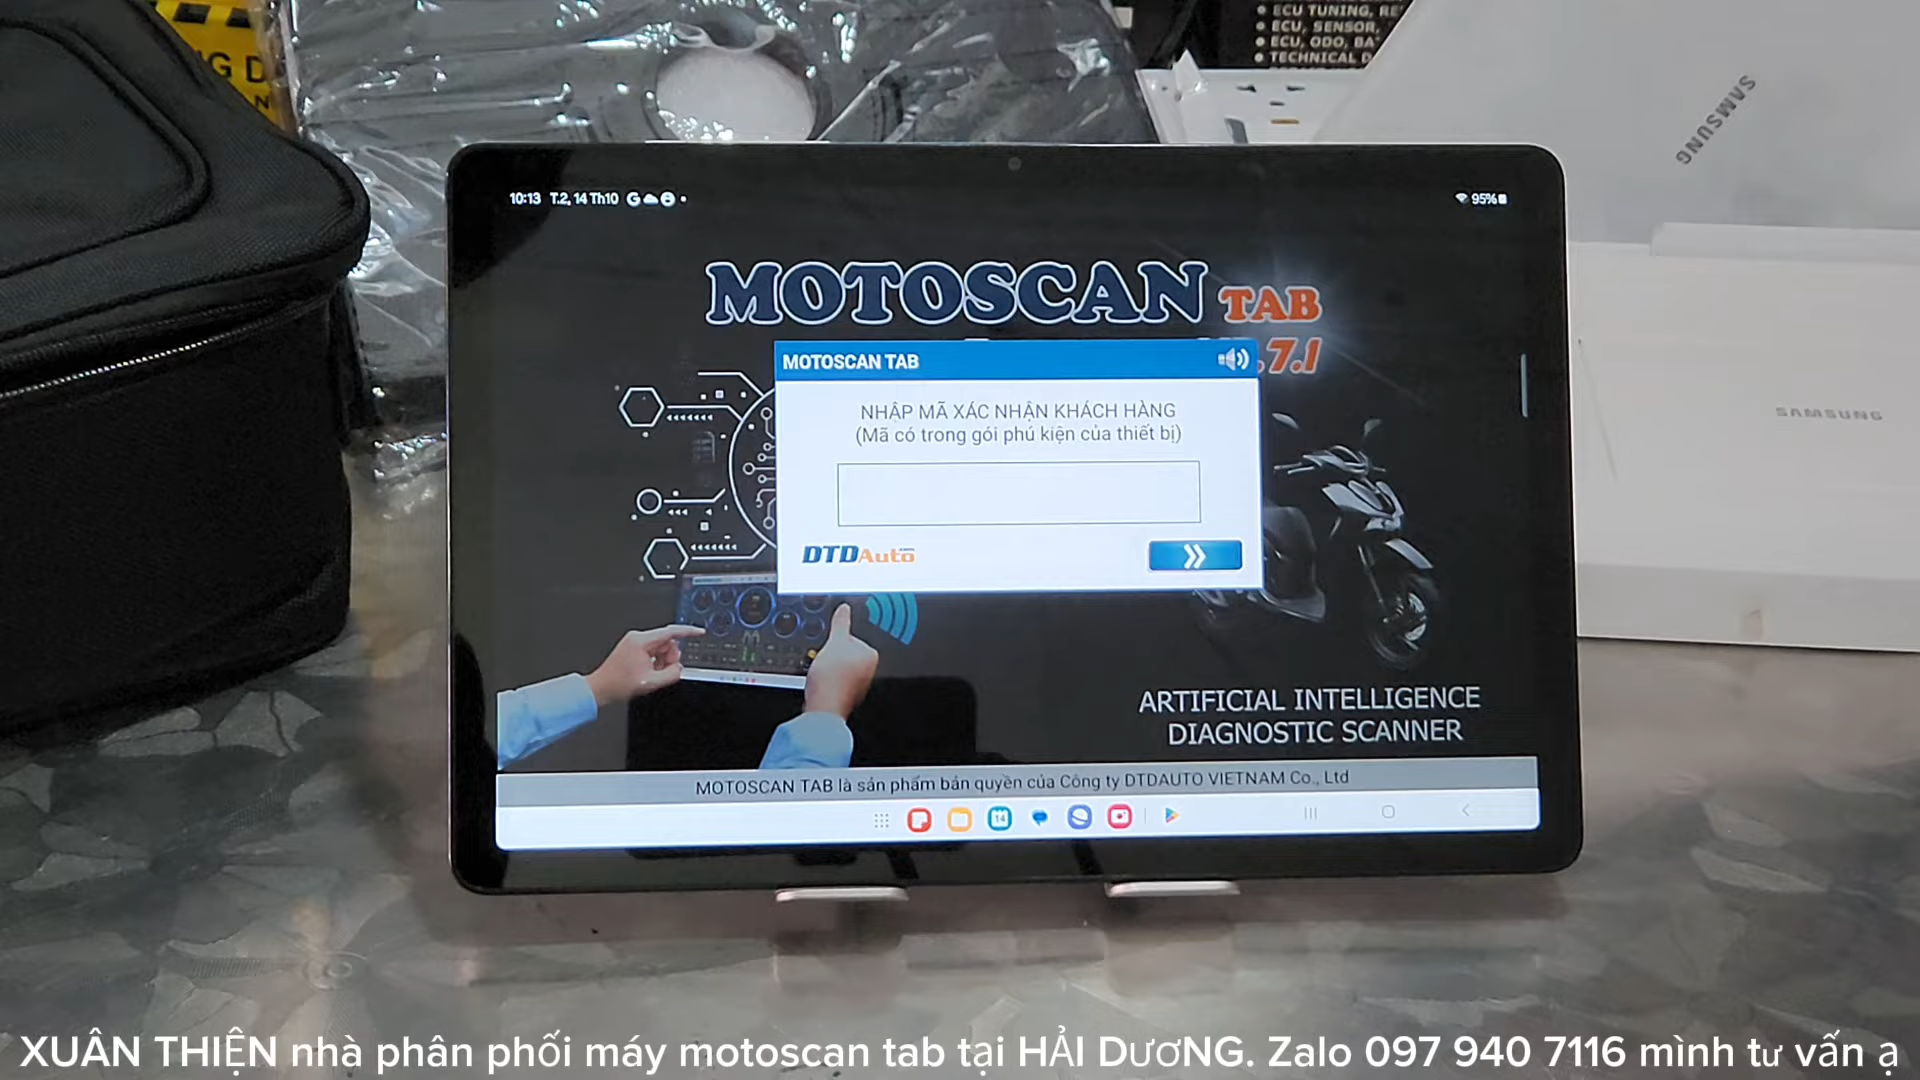 ECU TUNING, RE
ECU, SENSOR,
ECU, ODO, BA
TECHNICAL D
SAMSUNG
10:13 T.2, 14 Th10
95%
MOTOSCAN TAB
.7.1
MOTOSCAN TAB
NHẬP MÃ XÁC NHẬN KHÁCH HÀNG
(Mã có trong gói phú kiện của thiết bị)
DTDAuto.com
SAMSUNG
ARTIFICIAL INTELLIGENCE
DIAGNOSTIC SCANNER
MOTOSCAN TAB là sản phẩm bản quyền của Công ty DTDAUTO VIETNAM Co., Ltd
14
XUÂN THIỆN nhà phân phối máy motoscan tab tại HẢI DươNG. Zalo 097 940 7116 mình tư vấn ạ